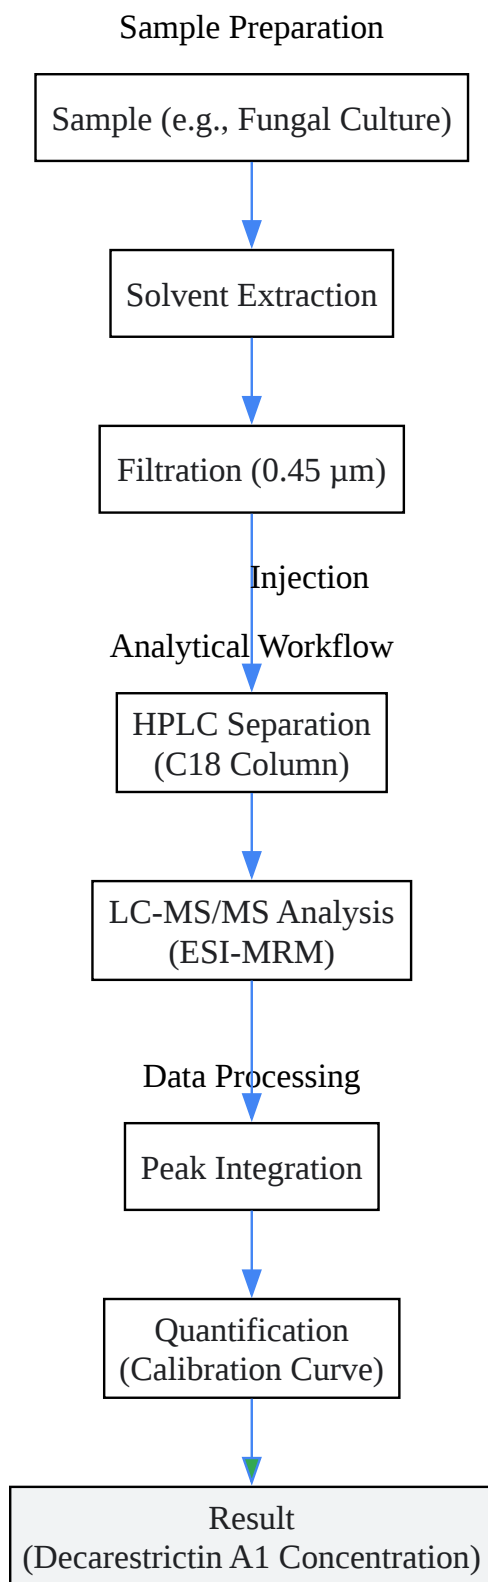 Sample Preparation
Sample (e.g., Fungal Culture)
Solvent Extraction
Filtration (0.45 µm)
Injection
Analytical Workflow
HPLC Separation
(C18 Column)
LC-MS/MS Analysis
(ESI-MRM)
Data Processing
Peak Integration
Quantification
(Calibration Curve)
Result
(Decarestrictin A1 Concentration)